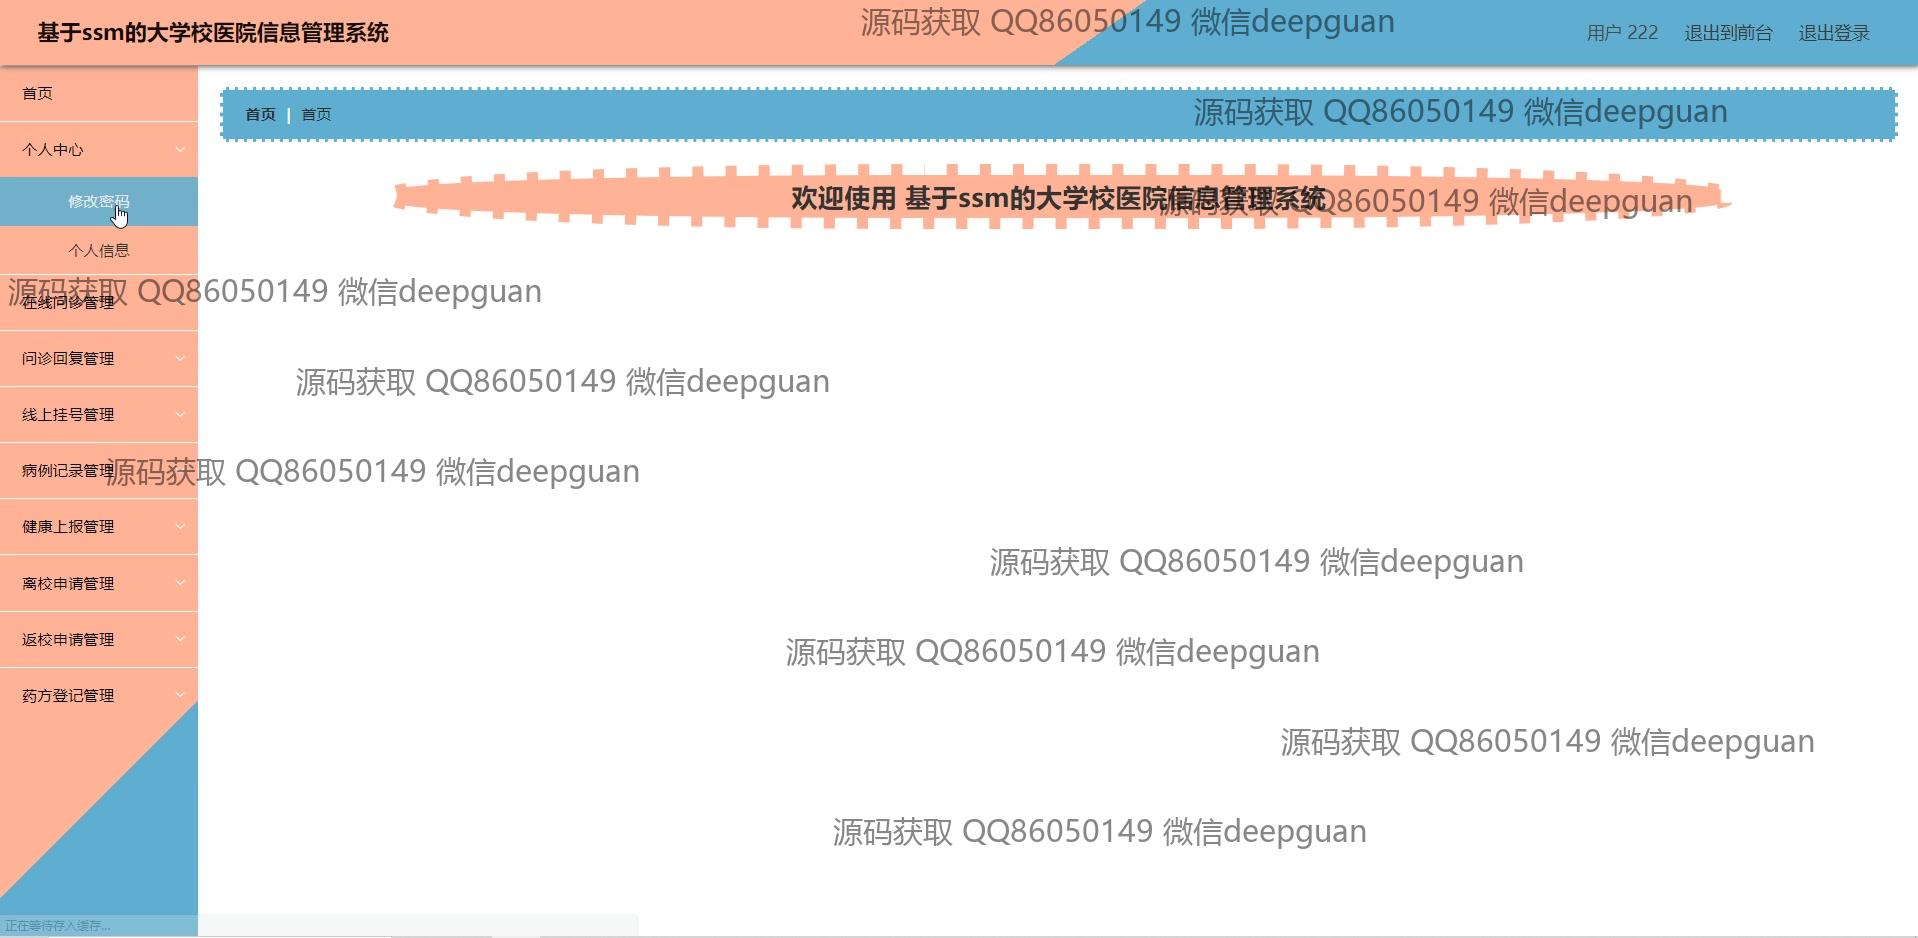 基于ssm的大学校医院信息管理系统
源码获取 QQ86050149 微信deepguan
用户 222 退出到前台 退出登录
首页
首页 | 首页
源码获取 QQ86050149 微信deepguan
个人中心
欢迎使用 基于ssm的大学校医院信息管理系统
源码获取 QQ86050149 微信deepguan
修改密码
个人信息
源码获取 QQ86050149 微信deepguan
在线问诊管理
问诊回复管理
源码获取 QQ86050149 微信deepguan
线上挂号管理
病例记录管理
源码获取 QQ86050149 微信deepguan
健康上报管理
源码获取 QQ86050149 微信deepguan
离校申请管理
返校申请管理
源码获取 QQ86050149 微信deepguan
药方登记管理
源码获取 QQ86050149 微信deepguan
源码获取 QQ86050149 微信deepguan
正在等待存入缓存...